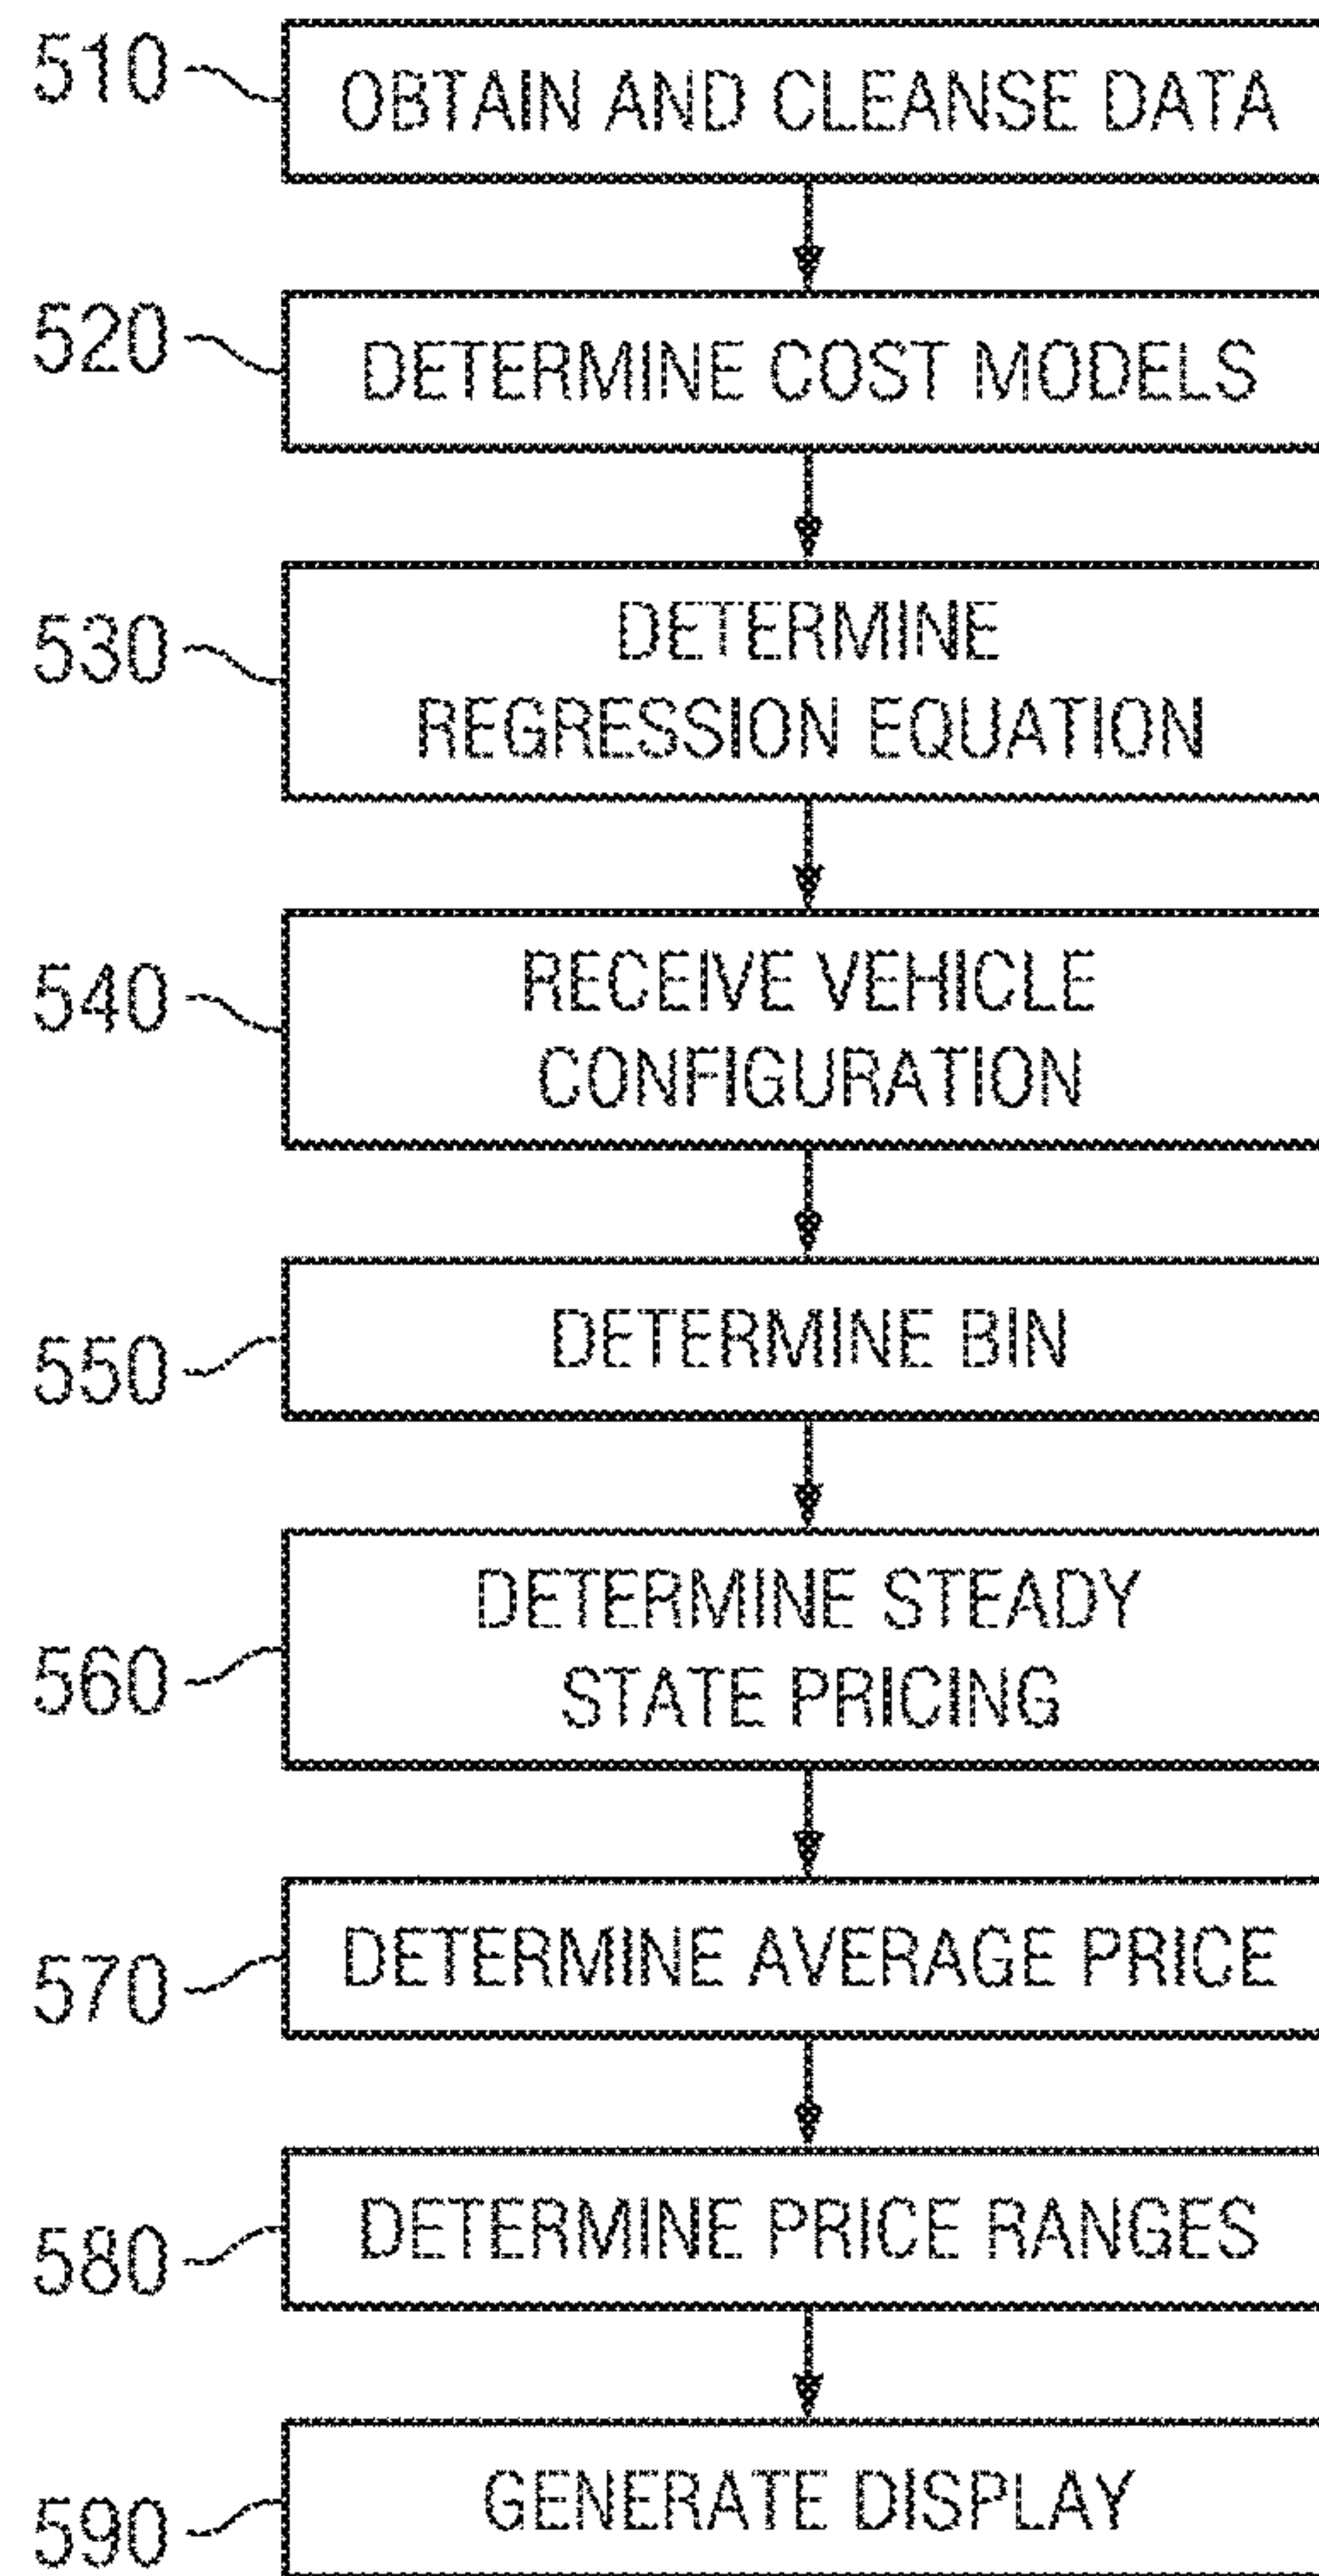 510
OBTAIN AND CLEANSE DATA
520
DETERMINE COST MODELS
530
DETERMINE
REGRESSION EQUATION
540
RECEIVE VEHICLE
CONFIGURATION
550
DETERMINE BIN
560
DETERMINE STEADY
STATE PRICING
570
DETERMINE AVERAGE PRICE
580
DETERMINE PRICE RANGES
590
GENERATE DISPLAY